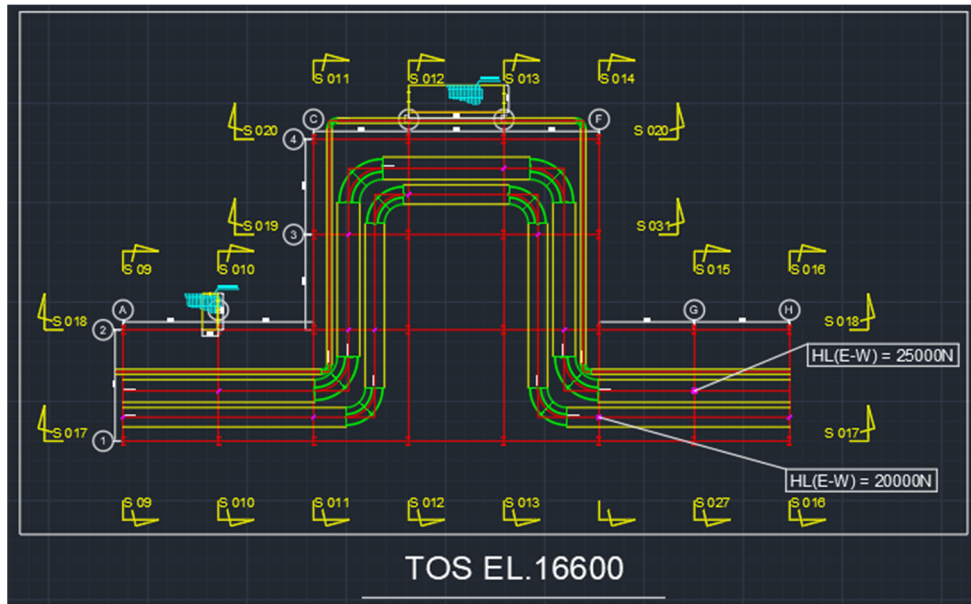 S 011
S 012
S 013
S 014
C
F
S 020
S 020
4
S 019
3
S 031
S 09
S 010
S 015
S 016
A
G
H
S 018
S 018
2
HL(E-W) = 25000N
S 017
S 017
1
HL(E-W) = 20000N
S 09
S 010
S 011
S 012
S 013
S 027
S 016
TOS EL.16600